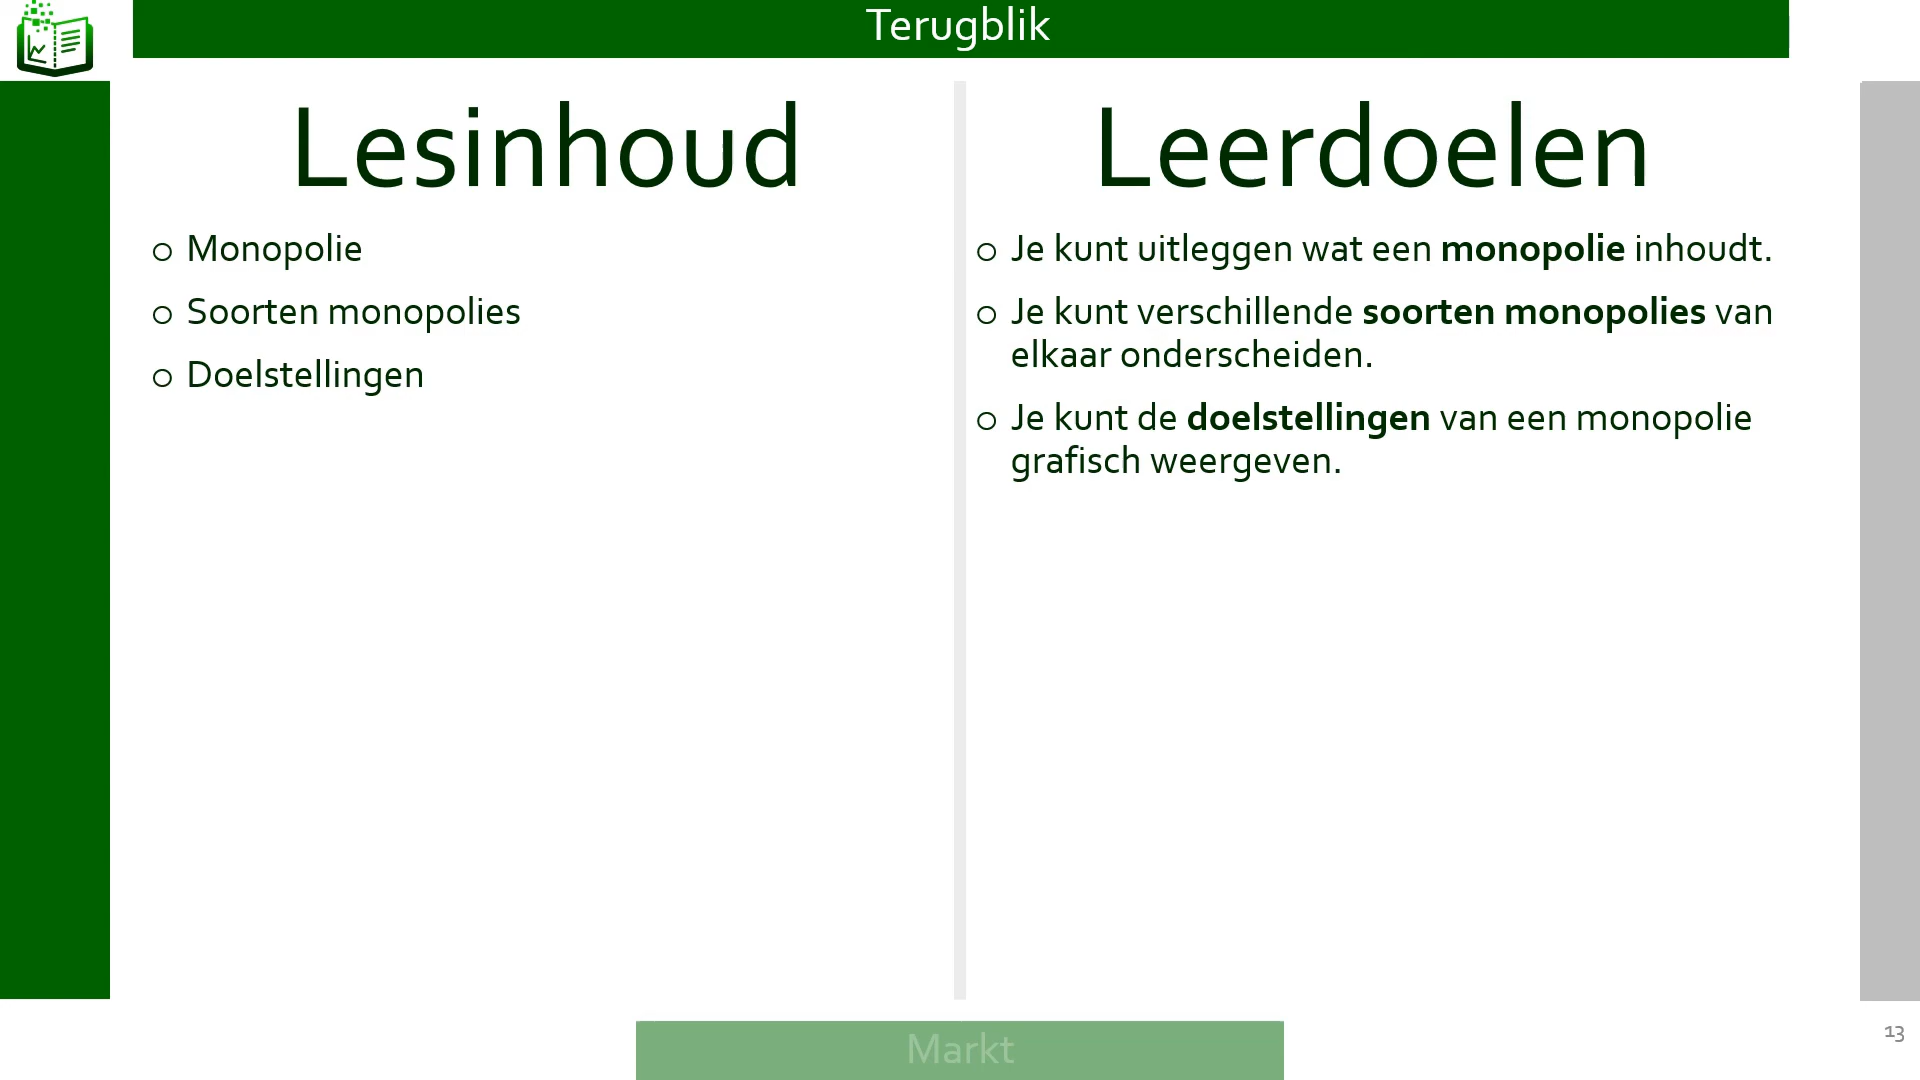 Terugblik
Lesinhoud
o Monopolie
o Soorten monopolies
o Doelstellingen
Leerdoelen
o Je kunt uitleggen wat een monopolie inhoudt.
o Je kunt verschillende soorten monopolies van
elkaar onderscheiden.
o Je kunt de doelstellingen van een monopolie
grafisch weergeven.
Markt
13